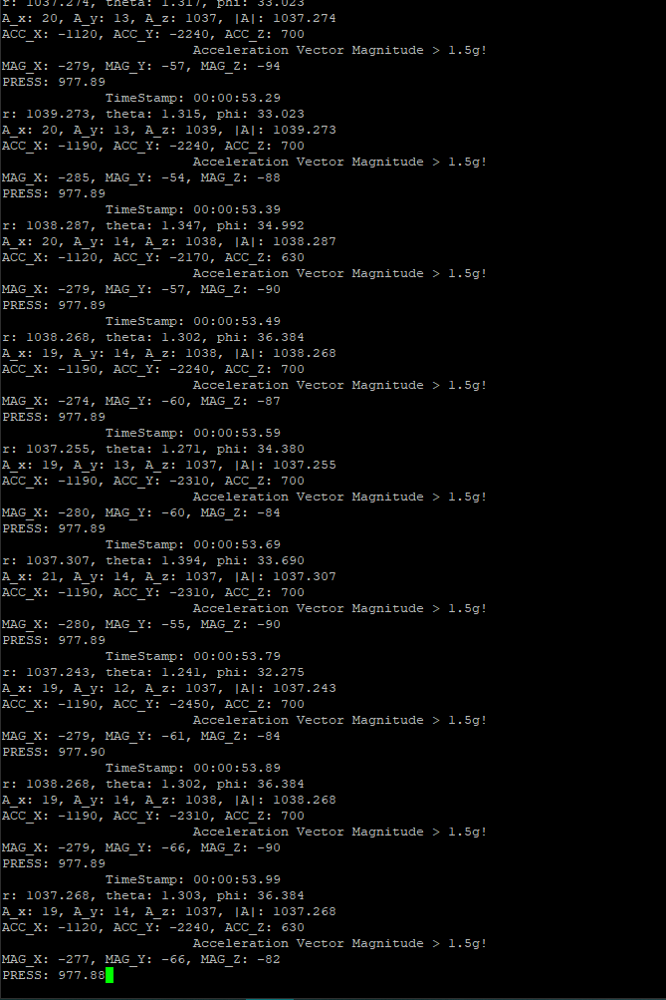 r: 1037.274, theta: 1.317, phi: 33.023
A_x: 20, A_y: 13, A_z: 1037, |A|: 1037.274
ACC_X: -1120, ACC_Y: -2240, ACC_Z: 700
Acceleration Vector Magnitude > 1.5g!
MAG_X: -279, MAG_Y: -57, MAG_Z: -94
PRESS: 977.89
TimeStamp: 00:00:53.29
r: 1039.273, theta: 1.315, phi: 33.023
A_x: 20, A_y: 13, A_z: 1039, |A|: 1039.273
ACC_X: -1190, ACC_Y: -2240, ACC_Z: 700
Acceleration Vector Magnitude > 1.5g!
MAG_X: -285, MAG_Y: -54, MAG_Z: -88
PRESS: 977.89
TimeStamp: 00:00:53.39
r: 1038.287, theta: 1.347, phi: 34.992
A_x: 20, A_y: 14, A_z: 1038, |A|: 1038.287
ACC_X: -1120, ACC_Y: -2170, ACC_Z: 630
Acceleration Vector Magnitude > 1.5g!
MAG_X: -279, MAG_Y: -57, MAG_Z: -90
PRESS: 977.89
TimeStamp: 00:00:53.49
r: 1038.268, theta: 1.302, phi: 36.384
A_x: 19, A_y: 14, A_z: 1038, |A|: 1038.268
ACC_X: -1190, ACC_Y: -2240, ACC_Z: 700
Acceleration Vector Magnitude > 1.5g!
MAG_X: -274, MAG_Y: -60, MAG_Z: -87
PRESS: 977.89
TimeStamp: 00:00:53.59
r: 1037.255, theta: 1.271, phi: 34.380
A_x: 19, A_y: 13, A_z: 1037, |A|: 1037.255
ACC_X: -1190, ACC_Y: -2310, ACC_Z: 700
Acceleration Vector Magnitude > 1.5g!
MAG_X: -280, MAG_Y: -60, MAG_Z: -84
PRESS: 977.89
TimeStamp: 00:00:53.69
r: 1037.307, theta: 1.394, phi: 33.690
A_x: 21, A_y: 14, A_z: 1037, |A|: 1037.307
ACC_X: -1190, ACC_Y: -2310, ACC_Z: 700
Acceleration Vector Magnitude > 1.5g!
MAG_X: -280, MAG_Y: -55, MAG_Z: -90
PRESS: 977.89
TimeStamp: 00:00:53.79
r: 1037.243, theta: 1.241, phi: 32.275
A_x: 19, A_y: 12, A_z: 1037, |A|: 1037.243
ACC_X: -1190, ACC_Y: -2450, ACC_Z: 700
Acceleration Vector Magnitude > 1.5g!
MAG_X: -279, MAG_Y: -61, MAG_Z: -84
PRESS: 977.90
TimeStamp: 00:00:53.89
r: 1038.268, theta: 1.302, phi: 36.384
A_x: 19, A_y: 14, A_z: 1038, |A|: 1038.268
ACC_X: -1190, ACC_Y: -2310, ACC_Z: 700
Acceleration Vector Magnitude > 1.5g!
MAG_X: -279, MAG_Y: -66, MAG_Z: -90
PRESS: 977.89
TimeStamp: 00:00:53.99
r: 1037.268, theta: 1.303, phi: 36.384
A_x: 19, A_y: 14, A_z: 1037, |A|: 1037.268
ACC_X: -1120, ACC_Y: -2240, ACC_Z: 630
Acceleration Vector Magnitude > 1.5g!
MAG_X: -277, MAG_Y: -66, MAG_Z: -82
PRESS: 977.88